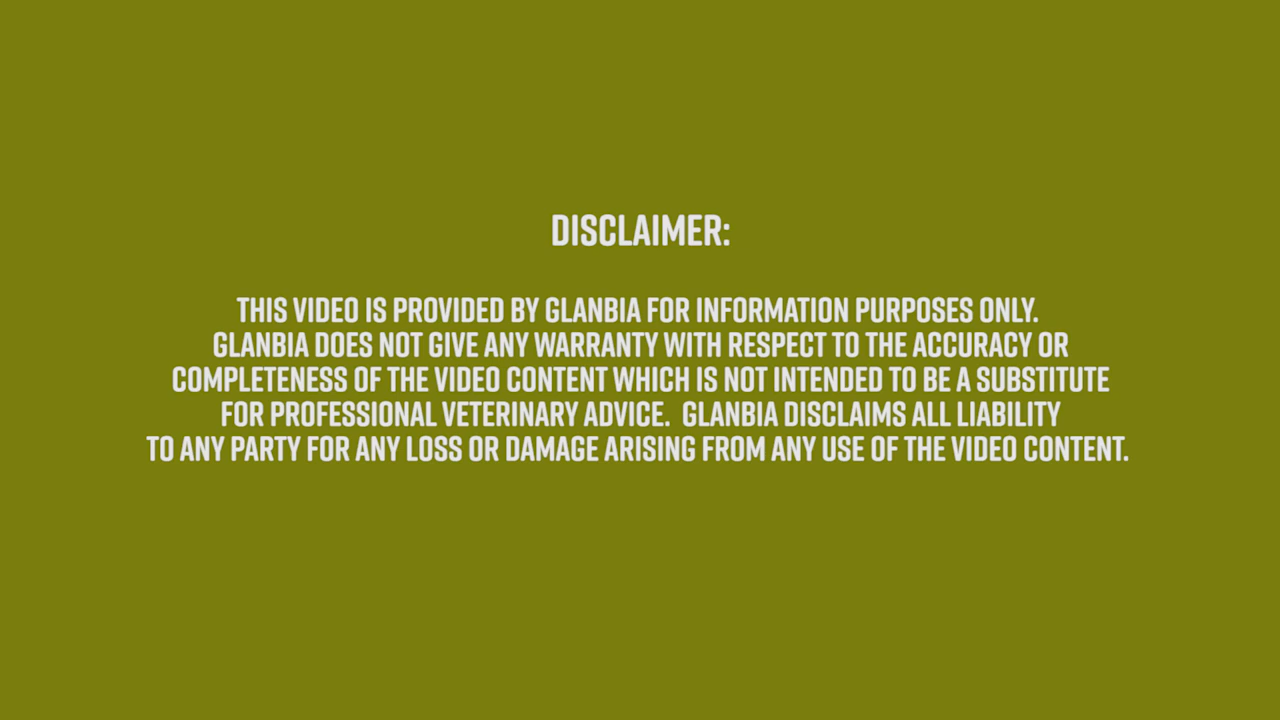 DISCLAIMER:
THIS VIDEO IS PROVIDED BY GLANBIA FOR INFORMATION PURPOSES ONLY.
GLANBIA DOES NOT GIVE ANY WARRANTY WITH RESPECT TO THE ACCURACY OR
COMPLETENESS OF THE VIDEO CONTENT WHICH IS NOT INTENDED TO BE A SUBSTITUTE
FOR PROFESSIONAL VETERINARY ADVICE.  GLANBIA DISCLAIMS ALL LIABILITY
TO ANY PARTY FOR ANY LOSS OR DAMAGE ARISING FROM ANY USE OF THE VIDEO CONTENT.